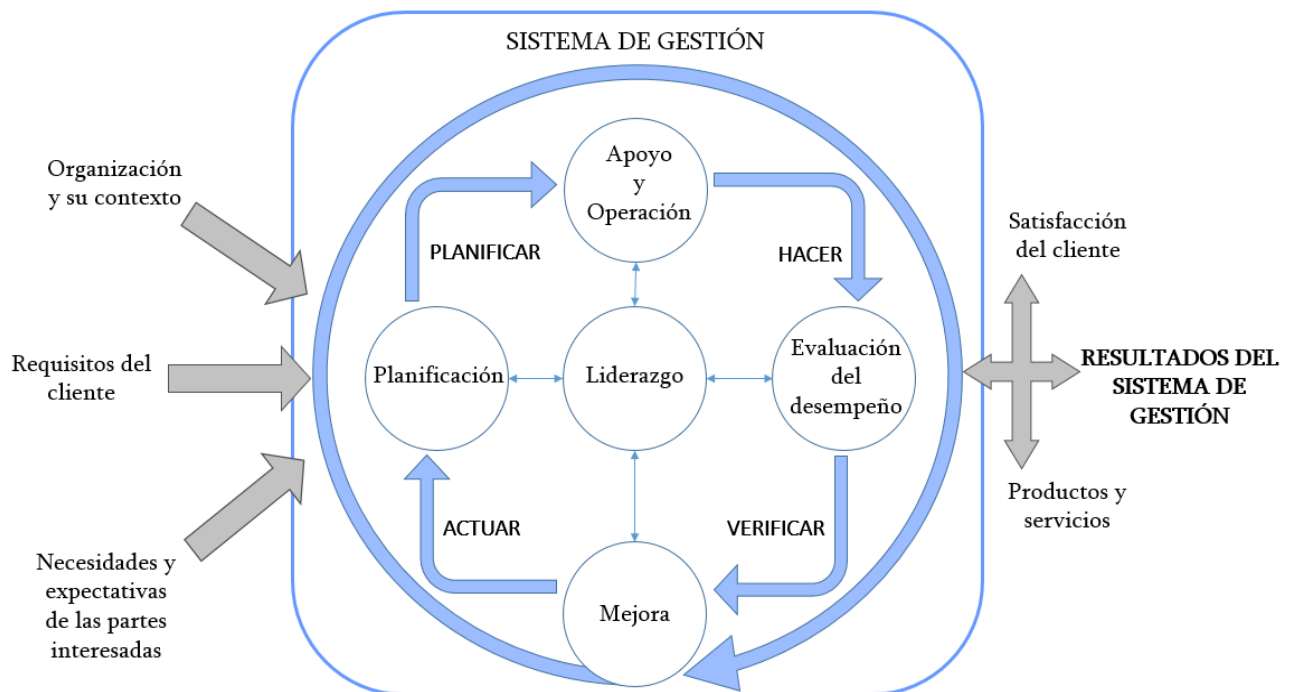 SISTEMA DE GESTIÓN
Organización
y su contexto
Requisitos del
cliente
Necesidades y
expectativas
de las partes
interesadas
Apoyo
y
Operación
PLANIFICAR
HACER
Planificación
Liderazgo
Evaluación
del
desempeño
ACTUAR
VERIFICAR
Mejora
Satisfacción
del cliente
RESULTADOS DEL
SISTEMA DE
GESTIÓN
Productos y
servicios